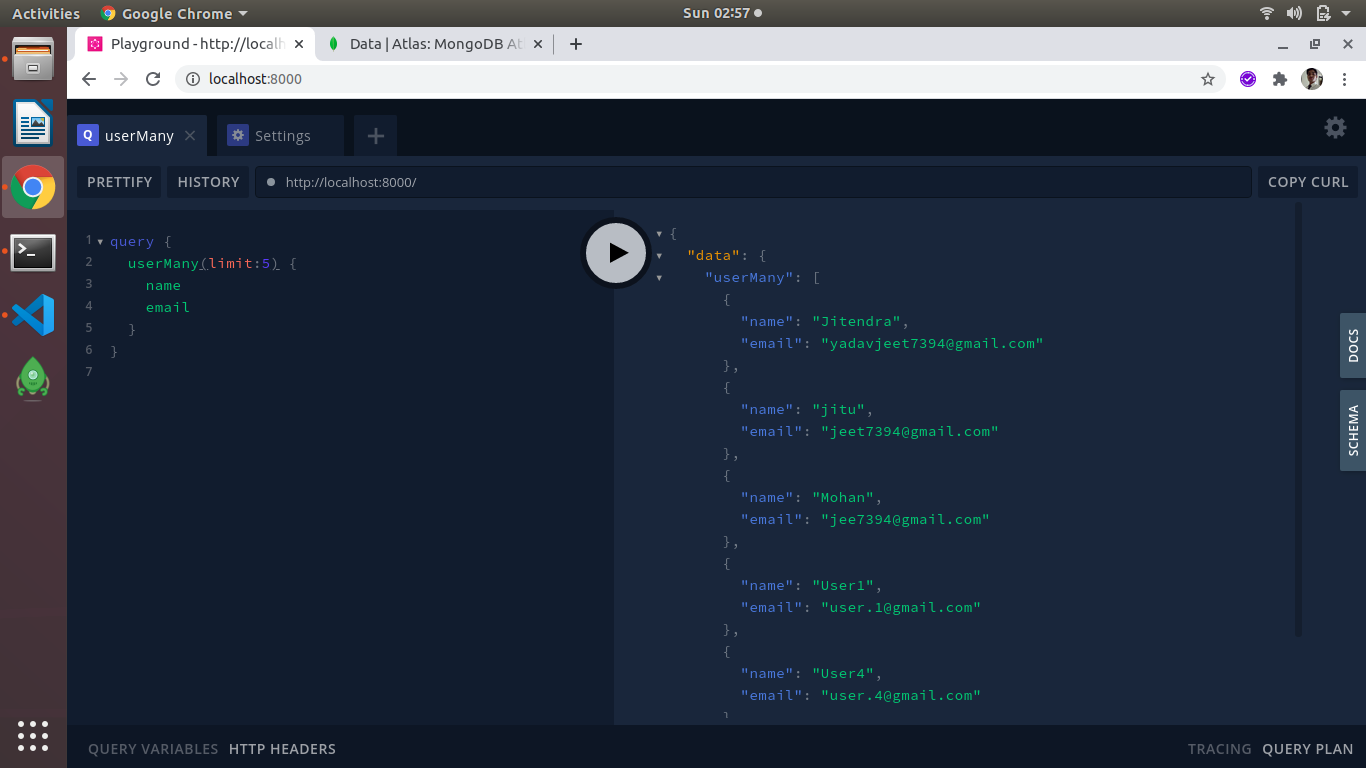 Activities Google Chrome Sun 02:57
Playground - http://localh Data | Atlas: MongoDB At
localhost:8000
Q userMany Settings
PRETTIFY HISTORY http://localhost:8000/ COPY CURL
1 query {
2 userMany(limit:5) {
3 name
4 email
5 }
6 }
7
{
"data": {
"userMany": [
{
"name": "Jitendra",
"email": "yadavjeet7394@gmail.com"
},
{
"name": "jitu",
"email": "jeet7394@gmail.com"
},
{
"name": "Mohan",
"email": "jee7394@gmail.com"
},
{
"name": "User1",
"email": "user.1@gmail.com"
},
{
"name": "User4",
"email": "user.4@gmail.com"
}
DOCS
SCHEMA
QUERY VARIABLES HTTP HEADERS TRACING QUERY PLAN